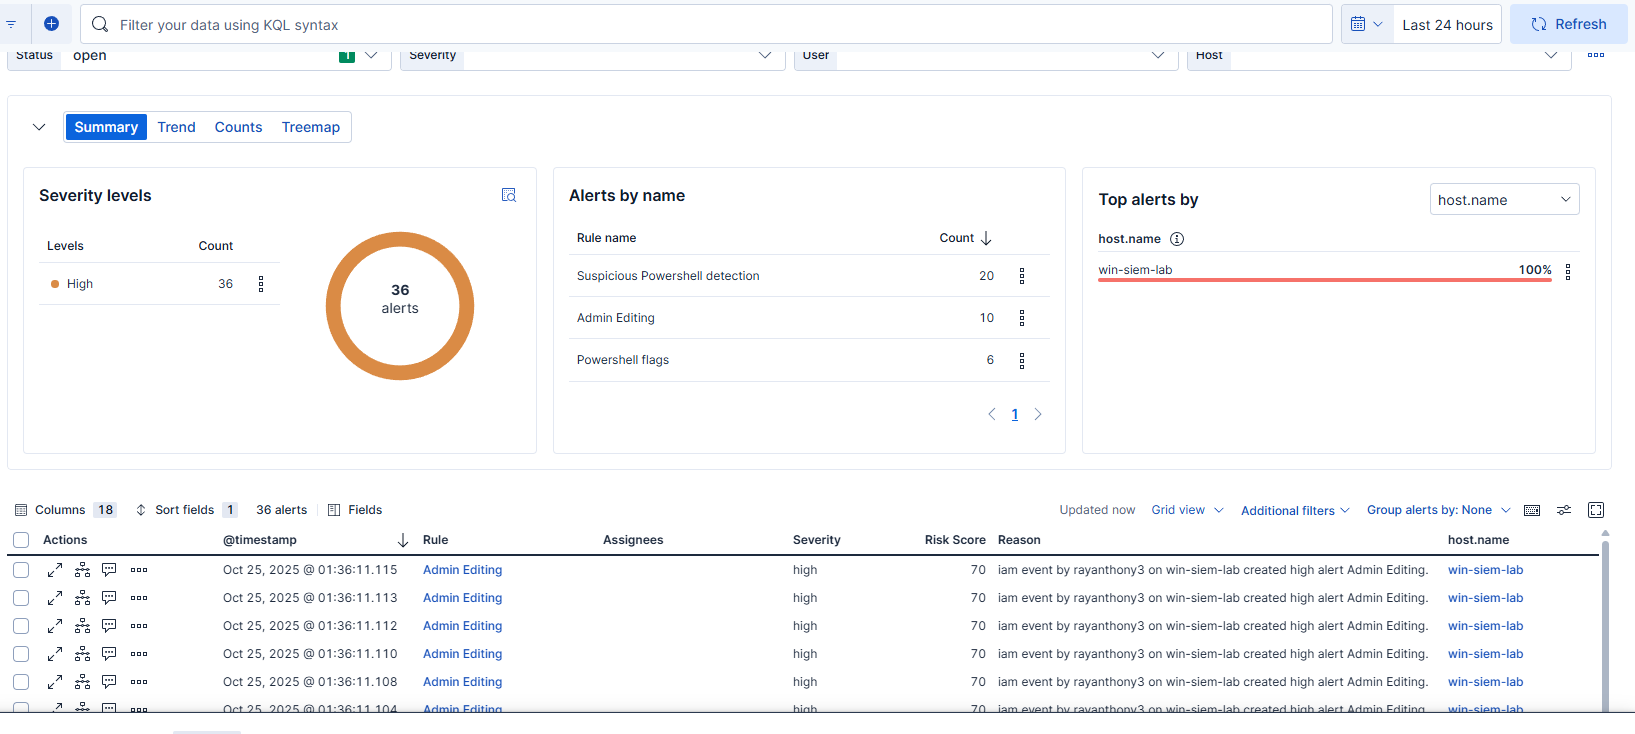 Filter your data using KQL syntax
Last 24 hours
Refresh
Status open 1
Severity
User
Host
Summary Trend Counts Treemap
Severity levels
Levels Count
High 36
36
alerts
Alerts by name
Rule name Count
Suspicious Powershell detection 20
Admin Editing 10
Powershell flags 6
1
Top alerts by host.name
host.name
win-siem-lab 100%
Columns 18 Sort fields 1 36 alerts Fields Updated now Grid view Additional filters Group alerts by: None
Actions @timestamp Rule Assignees Severity Risk Score Reason host.name
Oct 25, 2025 @ 01:36:11.115 Admin Editing high 70 iam event by rayanthony3 on win-siem-lab created high alert Admin Editing. win-siem-lab
Oct 25, 2025 @ 01:36:11.113 Admin Editing high 70 iam event by rayanthony3 on win-siem-lab created high alert Admin Editing. win-siem-lab
Oct 25, 2025 @ 01:36:11.112 Admin Editing high 70 iam event by rayanthony3 on win-siem-lab created high alert Admin Editing. win-siem-lab
Oct 25, 2025 @ 01:36:11.110 Admin Editing high 70 iam event by rayanthony3 on win-siem-lab created high alert Admin Editing. win-siem-lab
Oct 25, 2025 @ 01:36:11.108 Admin Editing high 70 iam event by rayanthony3 on win-siem-lab created high alert Admin Editing. win-siem-lab
Oct 25, 2025 @ 01:36:11.104 Admin Editing high 70 iam event by rayanthony3 on win-siem-lab created high alert Admin Editing. win-siem-lab